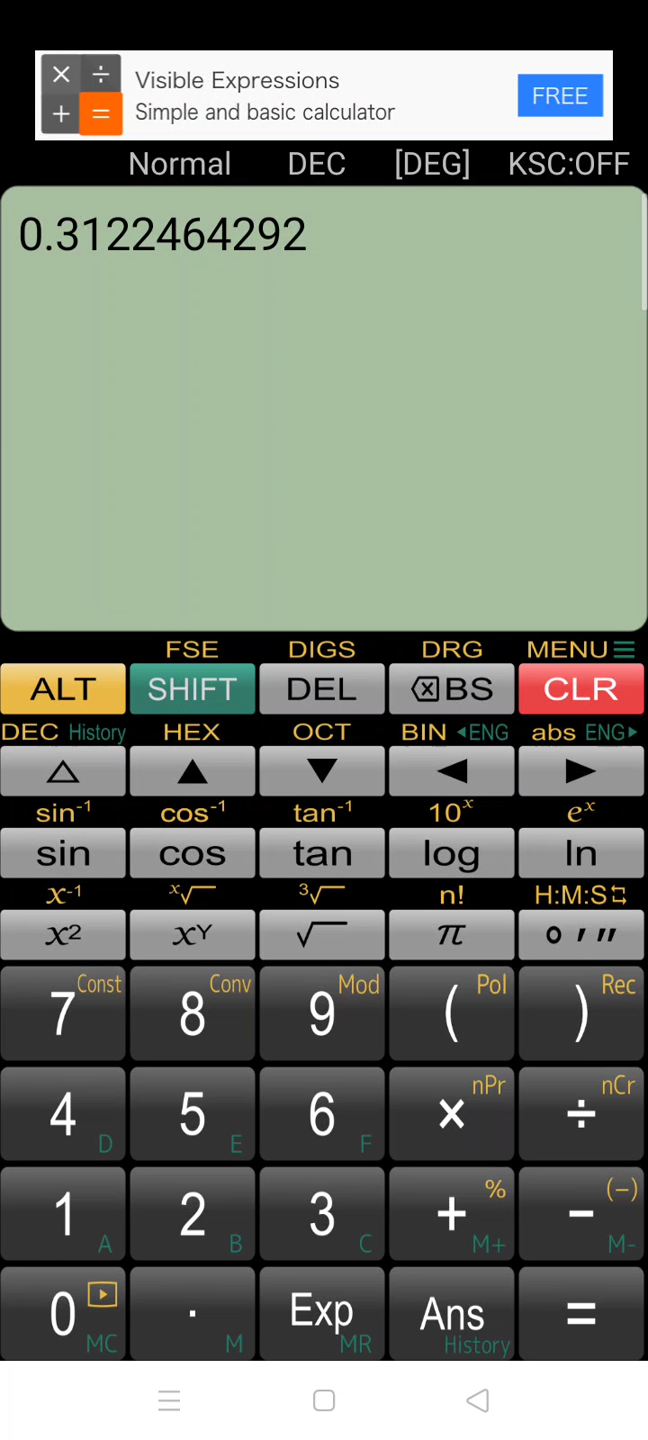 Visible Expressions
Simple and basic calculator
FREE
Normal DEC [DEG] KSC:OFF
0.3122464292
FSE DIGS DRG MENU
ALT SHIFT DEL BS CLR
DEC History HEX OCT BIN ◄ENG abs ENG►
△ ▲ ▼ ◄ ►
sin⁻¹ cos⁻¹ tan⁻¹ 10ˣ eˣ
sin cos tan log ln
x⁻¹ ˣ√ ³√ n! H:M:S
x² xʸ √ π ° ′ ″
Const Conv Mod Pol Rec
7 8 9 ( )
nPr nCr
4 5 6 × ÷
D E F
% (−)
1 2 3 + −
A B C M+ M-
0 . Exp Ans =
MC M MR History